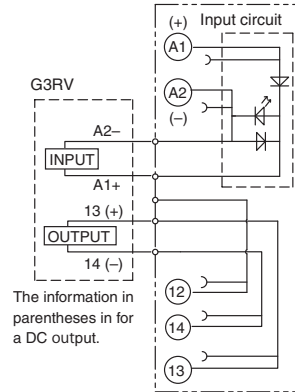 (+)
Input circuit
A1
A2
(–)
G3RV
A2–
INPUT
A1+
13 (+)
OUTPUT
14 (–)
The information in
parentheses in for
a DC output.
12
14
13